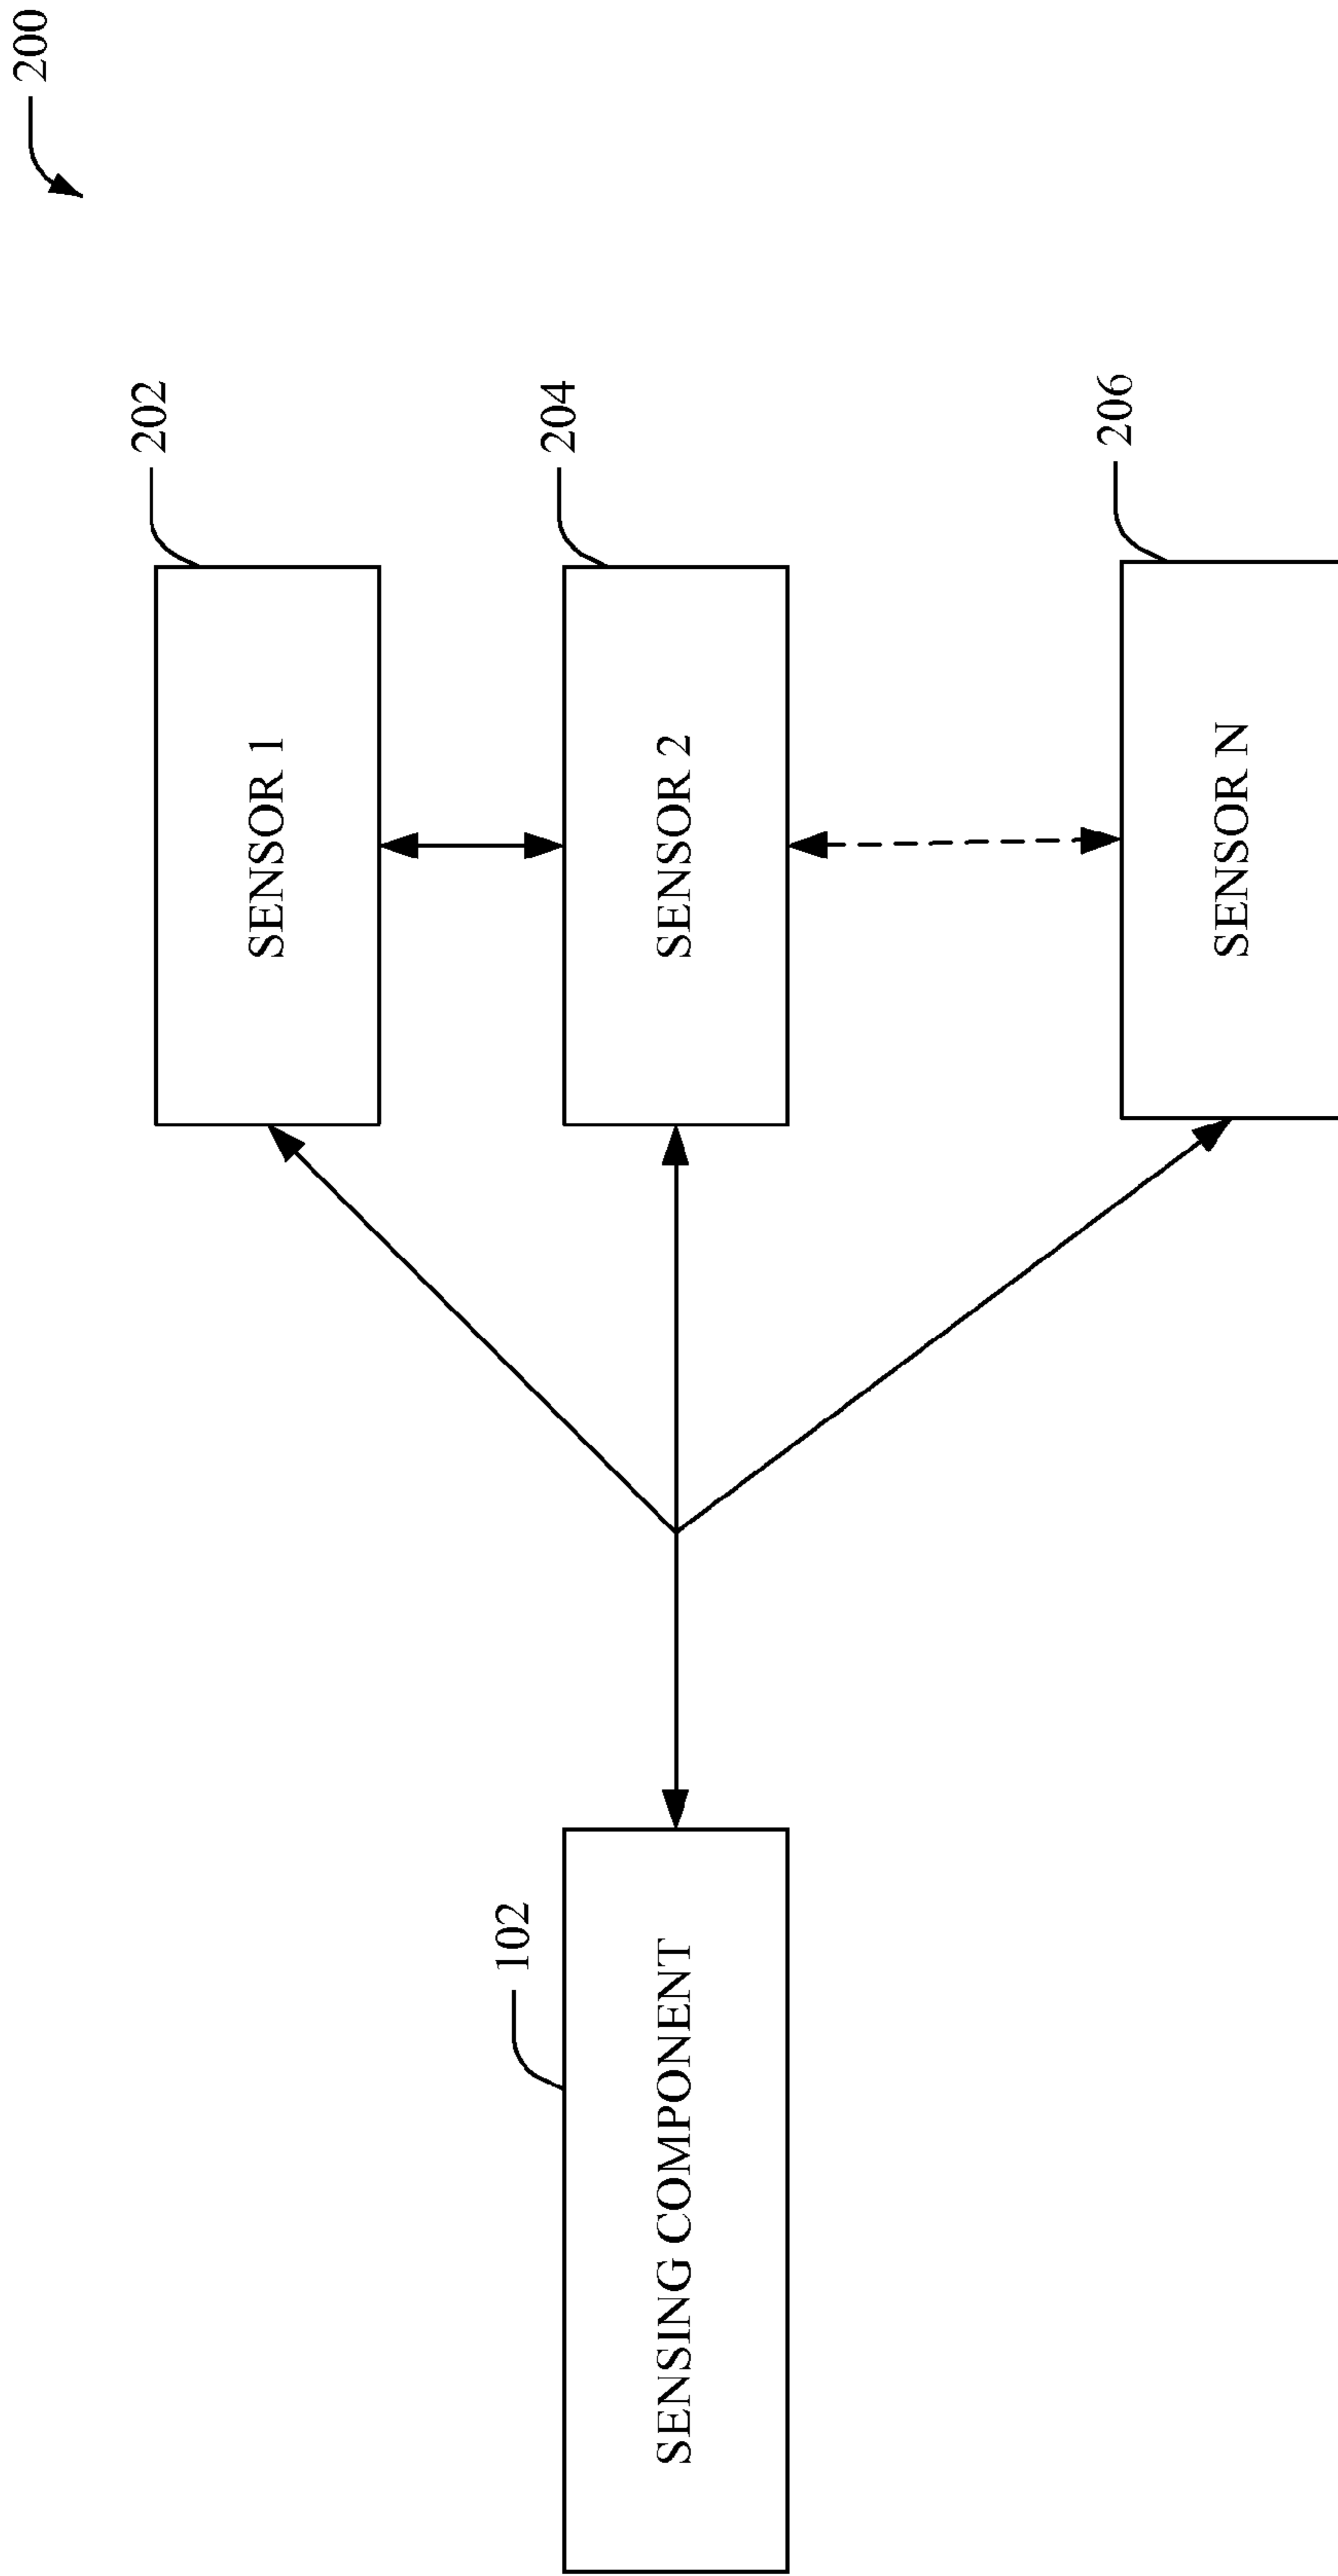 200
202
SENSOR 1
204
SENSOR 2
102
SENSING COMPONENT
206
SENSOR N